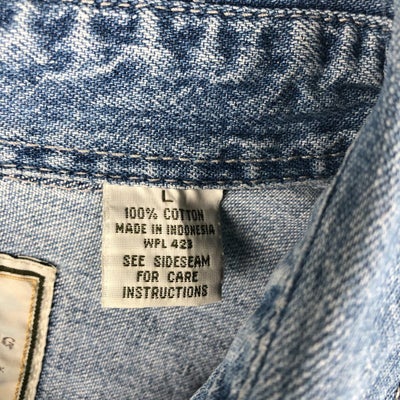 L
100% COTTON
MADE IN INDONESIA
WPL 423
SEE SIDESEAM
FOR CARE
INSTRUCTIONS
G